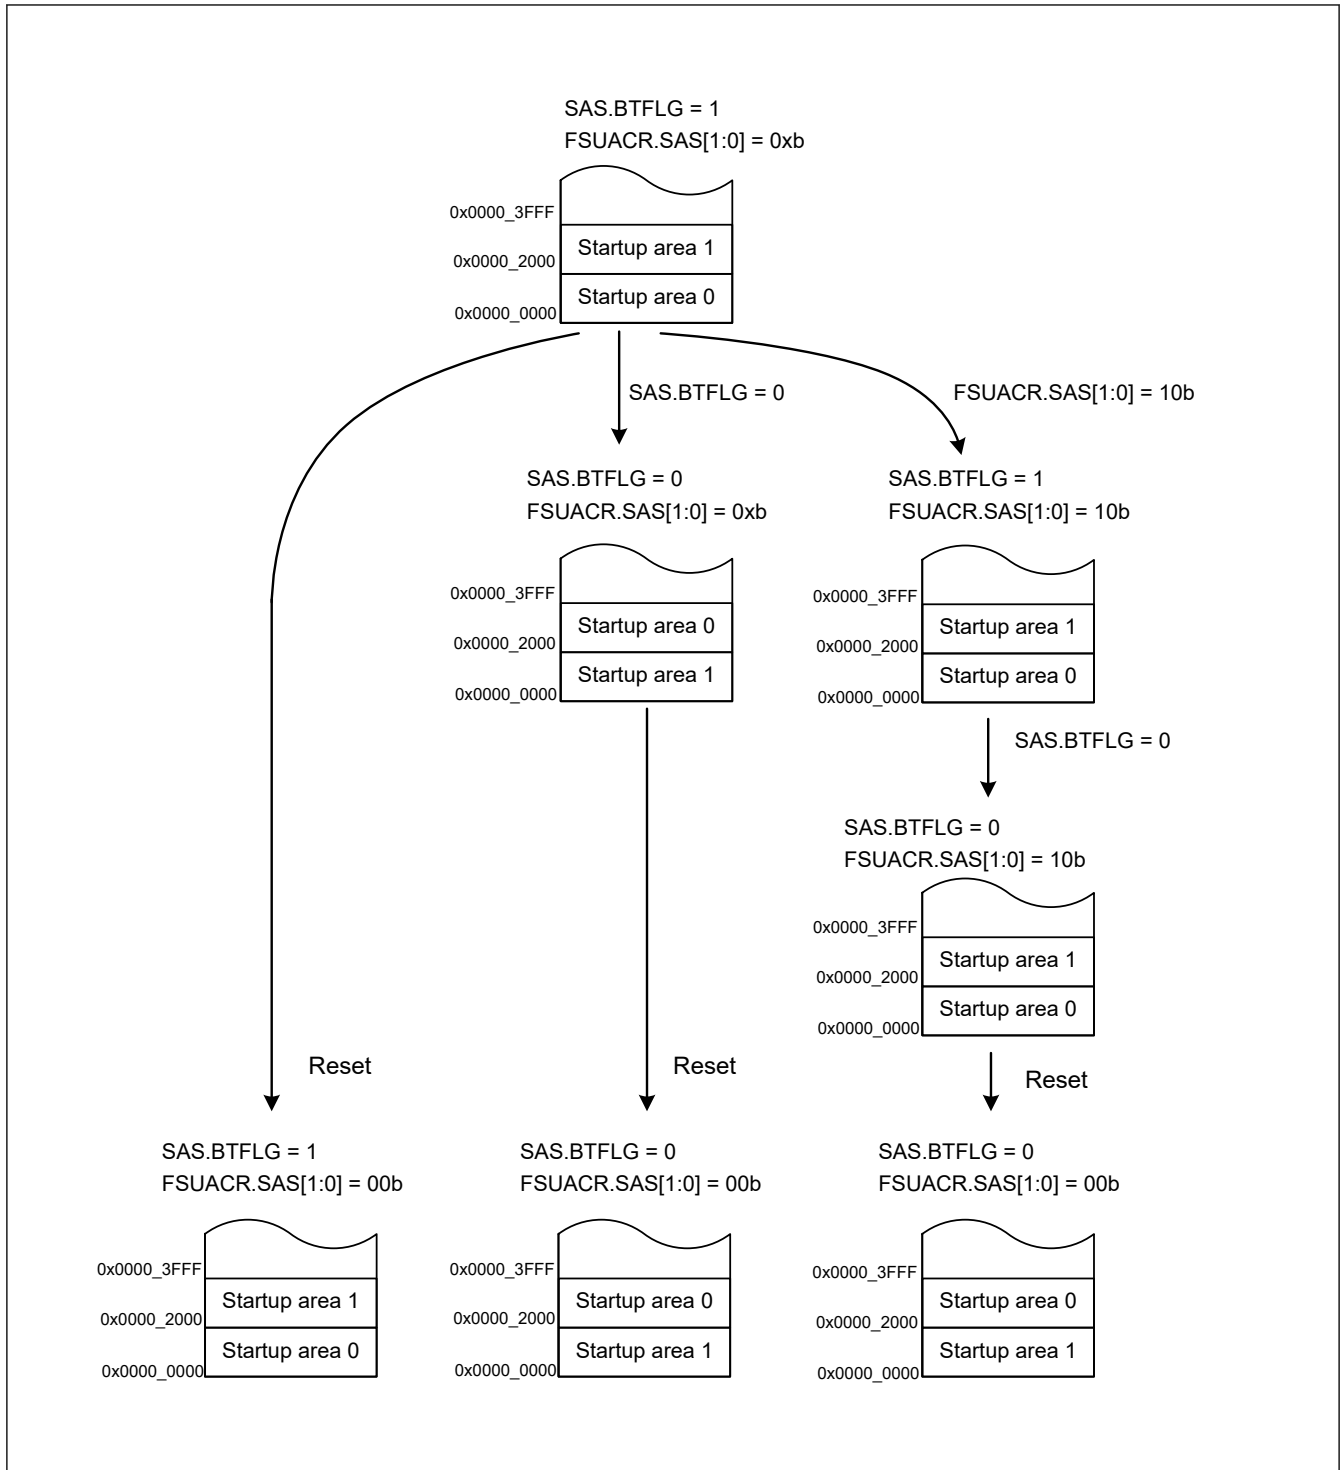 SAS.BTFLG = 1
FSUACR.SAS[1:0] = 0xb
0x0000_3FFF
Startup area 1
0x0000_2000
Startup area 0
0x0000_0000
SAS.BTFLG = 0
FSUACR.SAS[1:0] = 10b
SAS.BTFLG = 0
FSUACR.SAS[1:0] = 0xb
0x0000_3FFF
Startup area 0
0x0000_2000
Startup area 1
0x0000_0000
SAS.BTFLG = 1
FSUACR.SAS[1:0] = 10b
0x0000_3FFF
Startup area 1
0x0000_2000
Startup area 0
0x0000_0000
SAS.BTFLG = 0
SAS.BTFLG = 0
FSUACR.SAS[1:0] = 10b
0x0000_3FFF
Startup area 1
0x0000_2000
Startup area 0
0x0000_0000
Reset
Reset
Reset
SAS.BTFLG = 1
FSUACR.SAS[1:0] = 00b
0x0000_3FFF
Startup area 1
0x0000_2000
Startup area 0
0x0000_0000
SAS.BTFLG = 0
FSUACR.SAS[1:0] = 00b
0x0000_3FFF
Startup area 0
0x0000_2000
Startup area 1
0x0000_0000
SAS.BTFLG = 0
FSUACR.SAS[1:0] = 00b
0x0000_3FFF
Startup area 0
0x0000_2000
Startup area 1
0x0000_0000